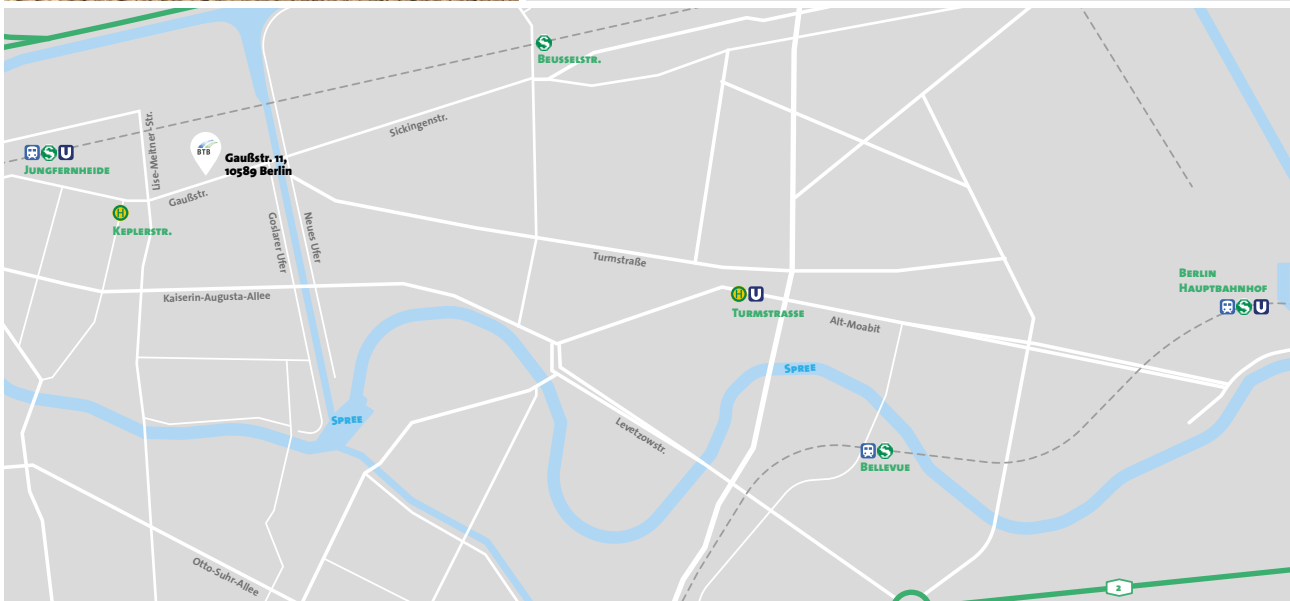 S
BEUSSELSTR.
Sickingenstr.
Lise-Meitner-Str.
BTB
Gaußstr. 11,
10589 Berlin
S U
JUNGFERNHEIDE
Gaußstr.
H
KEPLERSTR.
Goslarer Ufer
Neues Ufer
Turmstraße
Kaiserin-Augusta-Allee
H U
TURMSTRASSE
Alt-Moabit
BERLIN
HAUPTBAHNHOF
S U
SPREE
SPREE
Levetzowstr.
S
BELLEVUE
Otto-Suhr-Allee
2